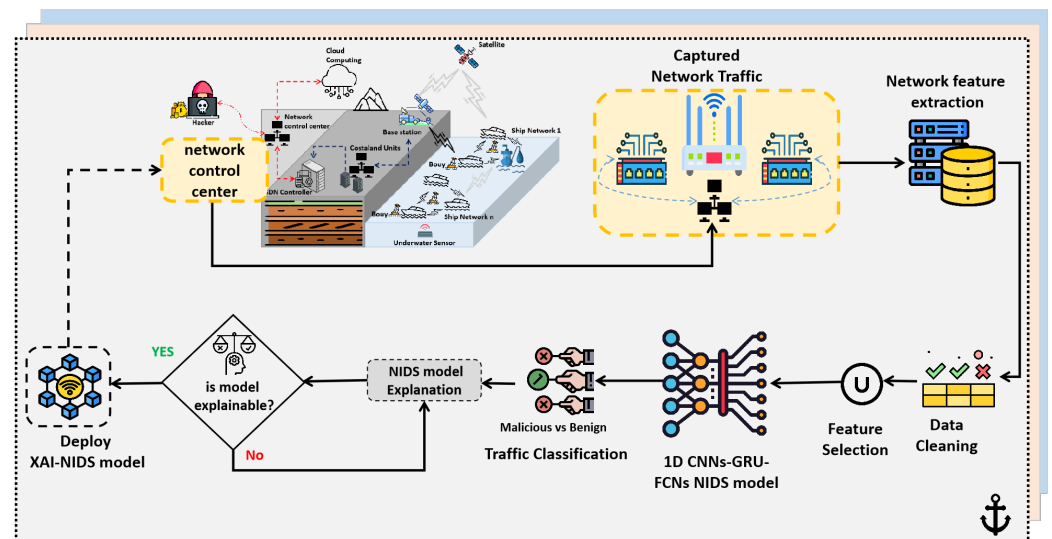 Cloud
Computing
Satellite
Hacker
Network
control center
Base station
Ship Network 1
Costaland Units
Bouy
SDN Controller
Bouy
Ship Network n
Underwater Sensor
network
control
center
Captured
Network Traffic
Network feature
extraction
YES
is model
explainable?
No
NIDS model
Explanation
Malicious vs Benign
Traffic Classification
1D CNNs-GRU-
FCNs NIDS model
U
Feature
Selection
Data
Cleaning
Deploy
XAI-NIDS model